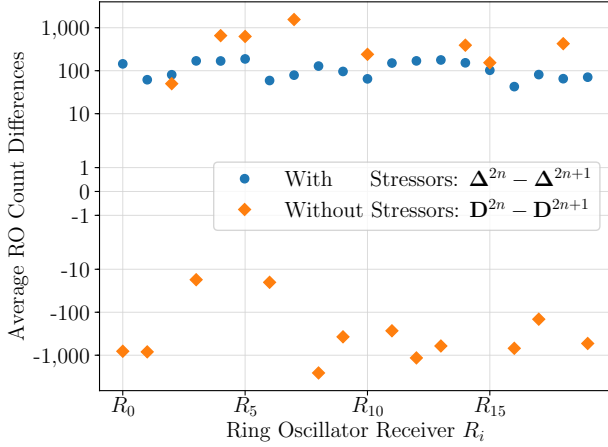 Average RO Count Differences
1,000
100
10
1
0
-1
-10
-100
-1,000
With Stressors: Δ^{2n} − Δ^{2n+1}
Without Stressors: D^{2n} − D^{2n+1}
R_0 R_5 R_10 R_15
Ring Oscillator Receiver R_i